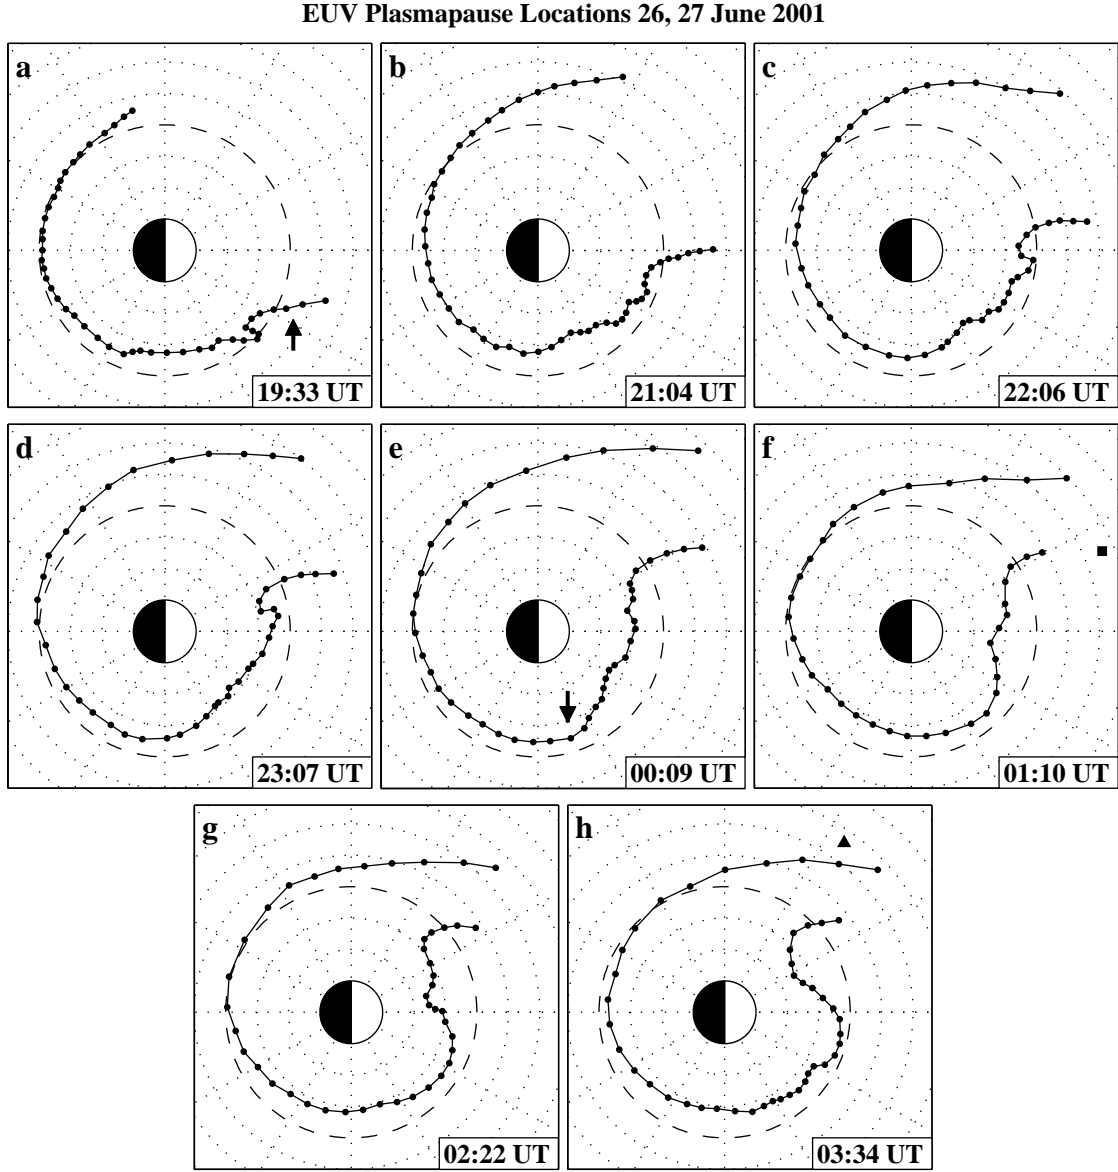 EUV Plasmapause Locations 26, 27 June 2001
a
19:33 UT
b
21:04 UT
c
22:06 UT
d
23:07 UT
e
00:09 UT
f
01:10 UT
g
02:22 UT
h
03:34 UT